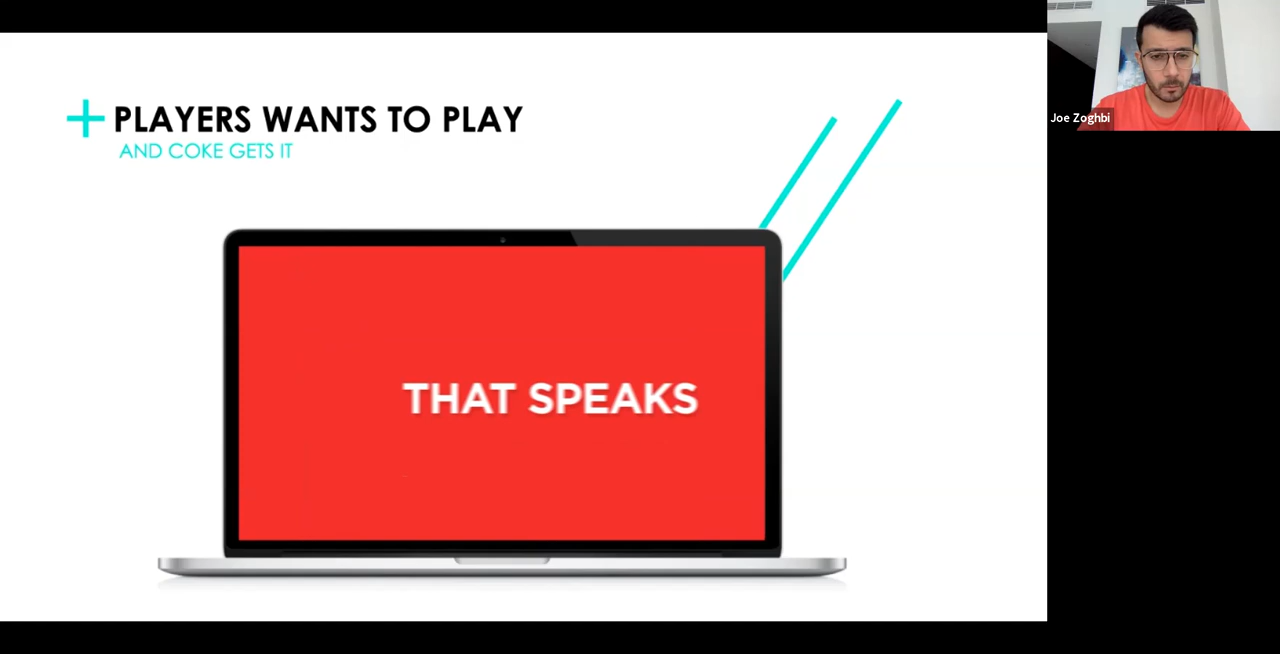 PLAYERS WANTS TO PLAY
AND COKE GETS IT
THAT SPEAKS
Joe Zoghbi